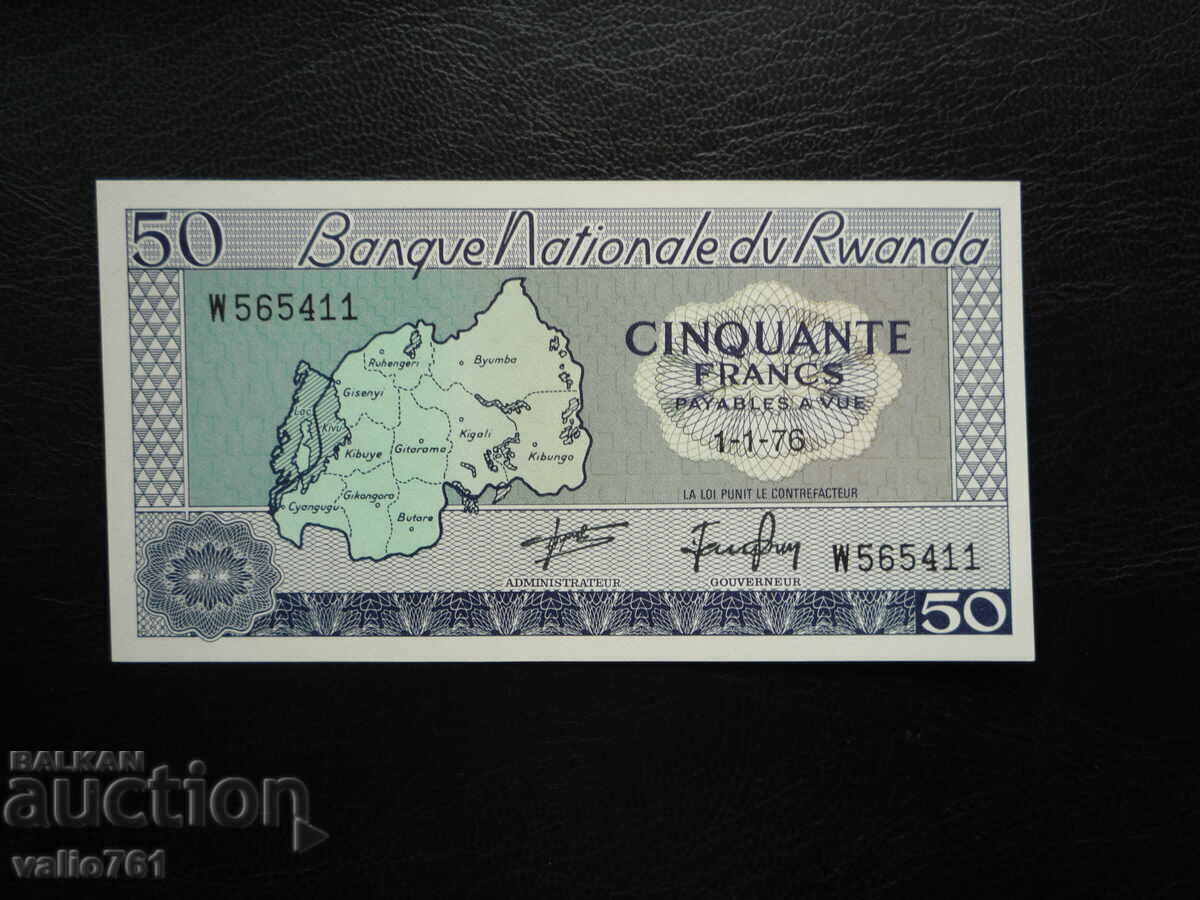 50 Banque Nationale du Rwanda
W565411
CINQUANTE
FRANCS
PAYABLES A VUE
1-1-76
LA LOI PUNIT LE CONTREFACTEUR
Ruhengeri
Byumba
Gisenyi
Lac
Kivu
Kigali
Gitarama
Kibuye
Kibungo
Gikongoro
Cyangugu
Butare
ADMINISTRATEUR
GOUVERNEUR
W565411
50
BALKAN
auction
valio761